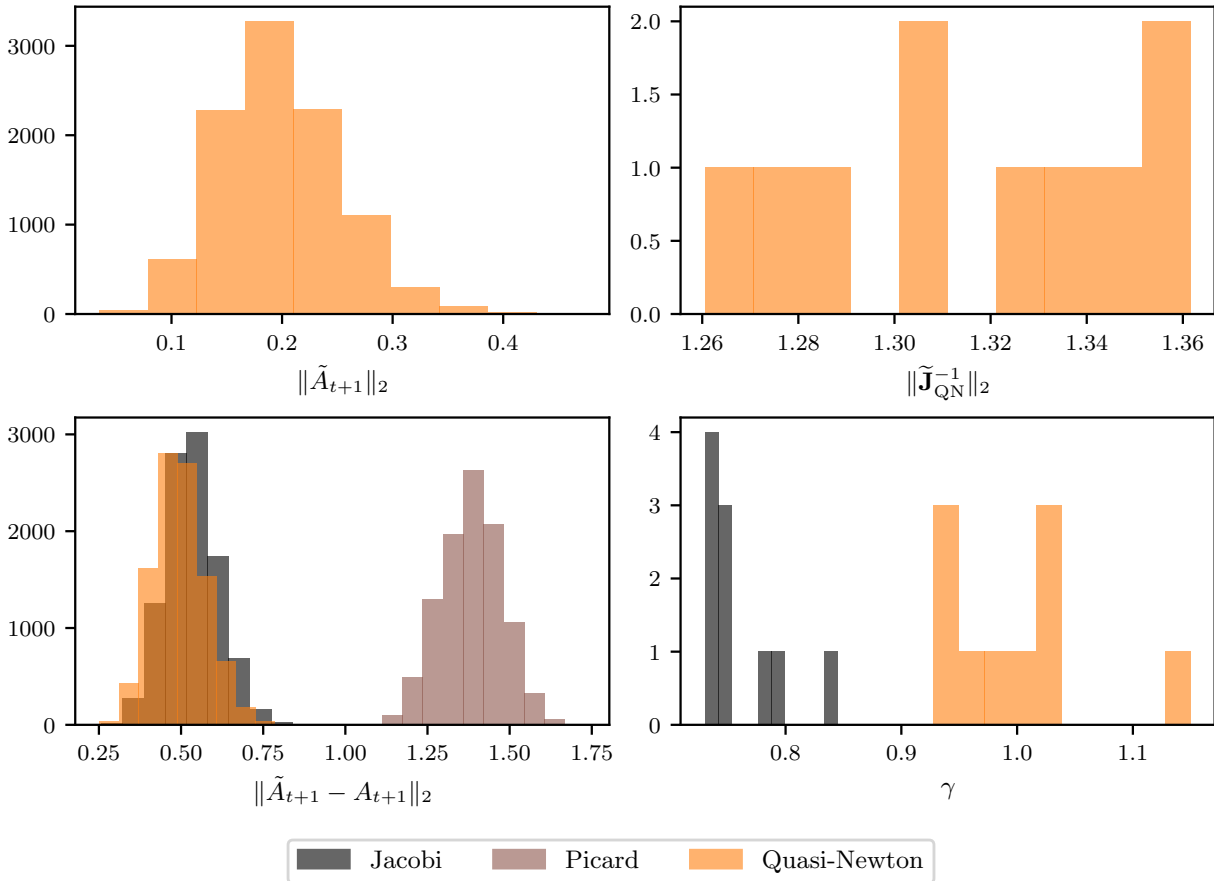 3000
2000
1000
0
0.1 0.2 0.3 0.4
‖Ã_{t+1}‖₂
2.0
1.5
1.0
0.5
0.0
1.26 1.28 1.30 1.32 1.34 1.36
‖J̃_{QN}^{-1}‖₂
3000
2000
1000
0
0.25 0.50 0.75 1.00 1.25 1.50 1.75
‖Ã_{t+1} − A_{t+1}‖₂
4
3
2
1
0
0.8 0.9 1.0 1.1
γ
Jacobi Picard Quasi-Newton